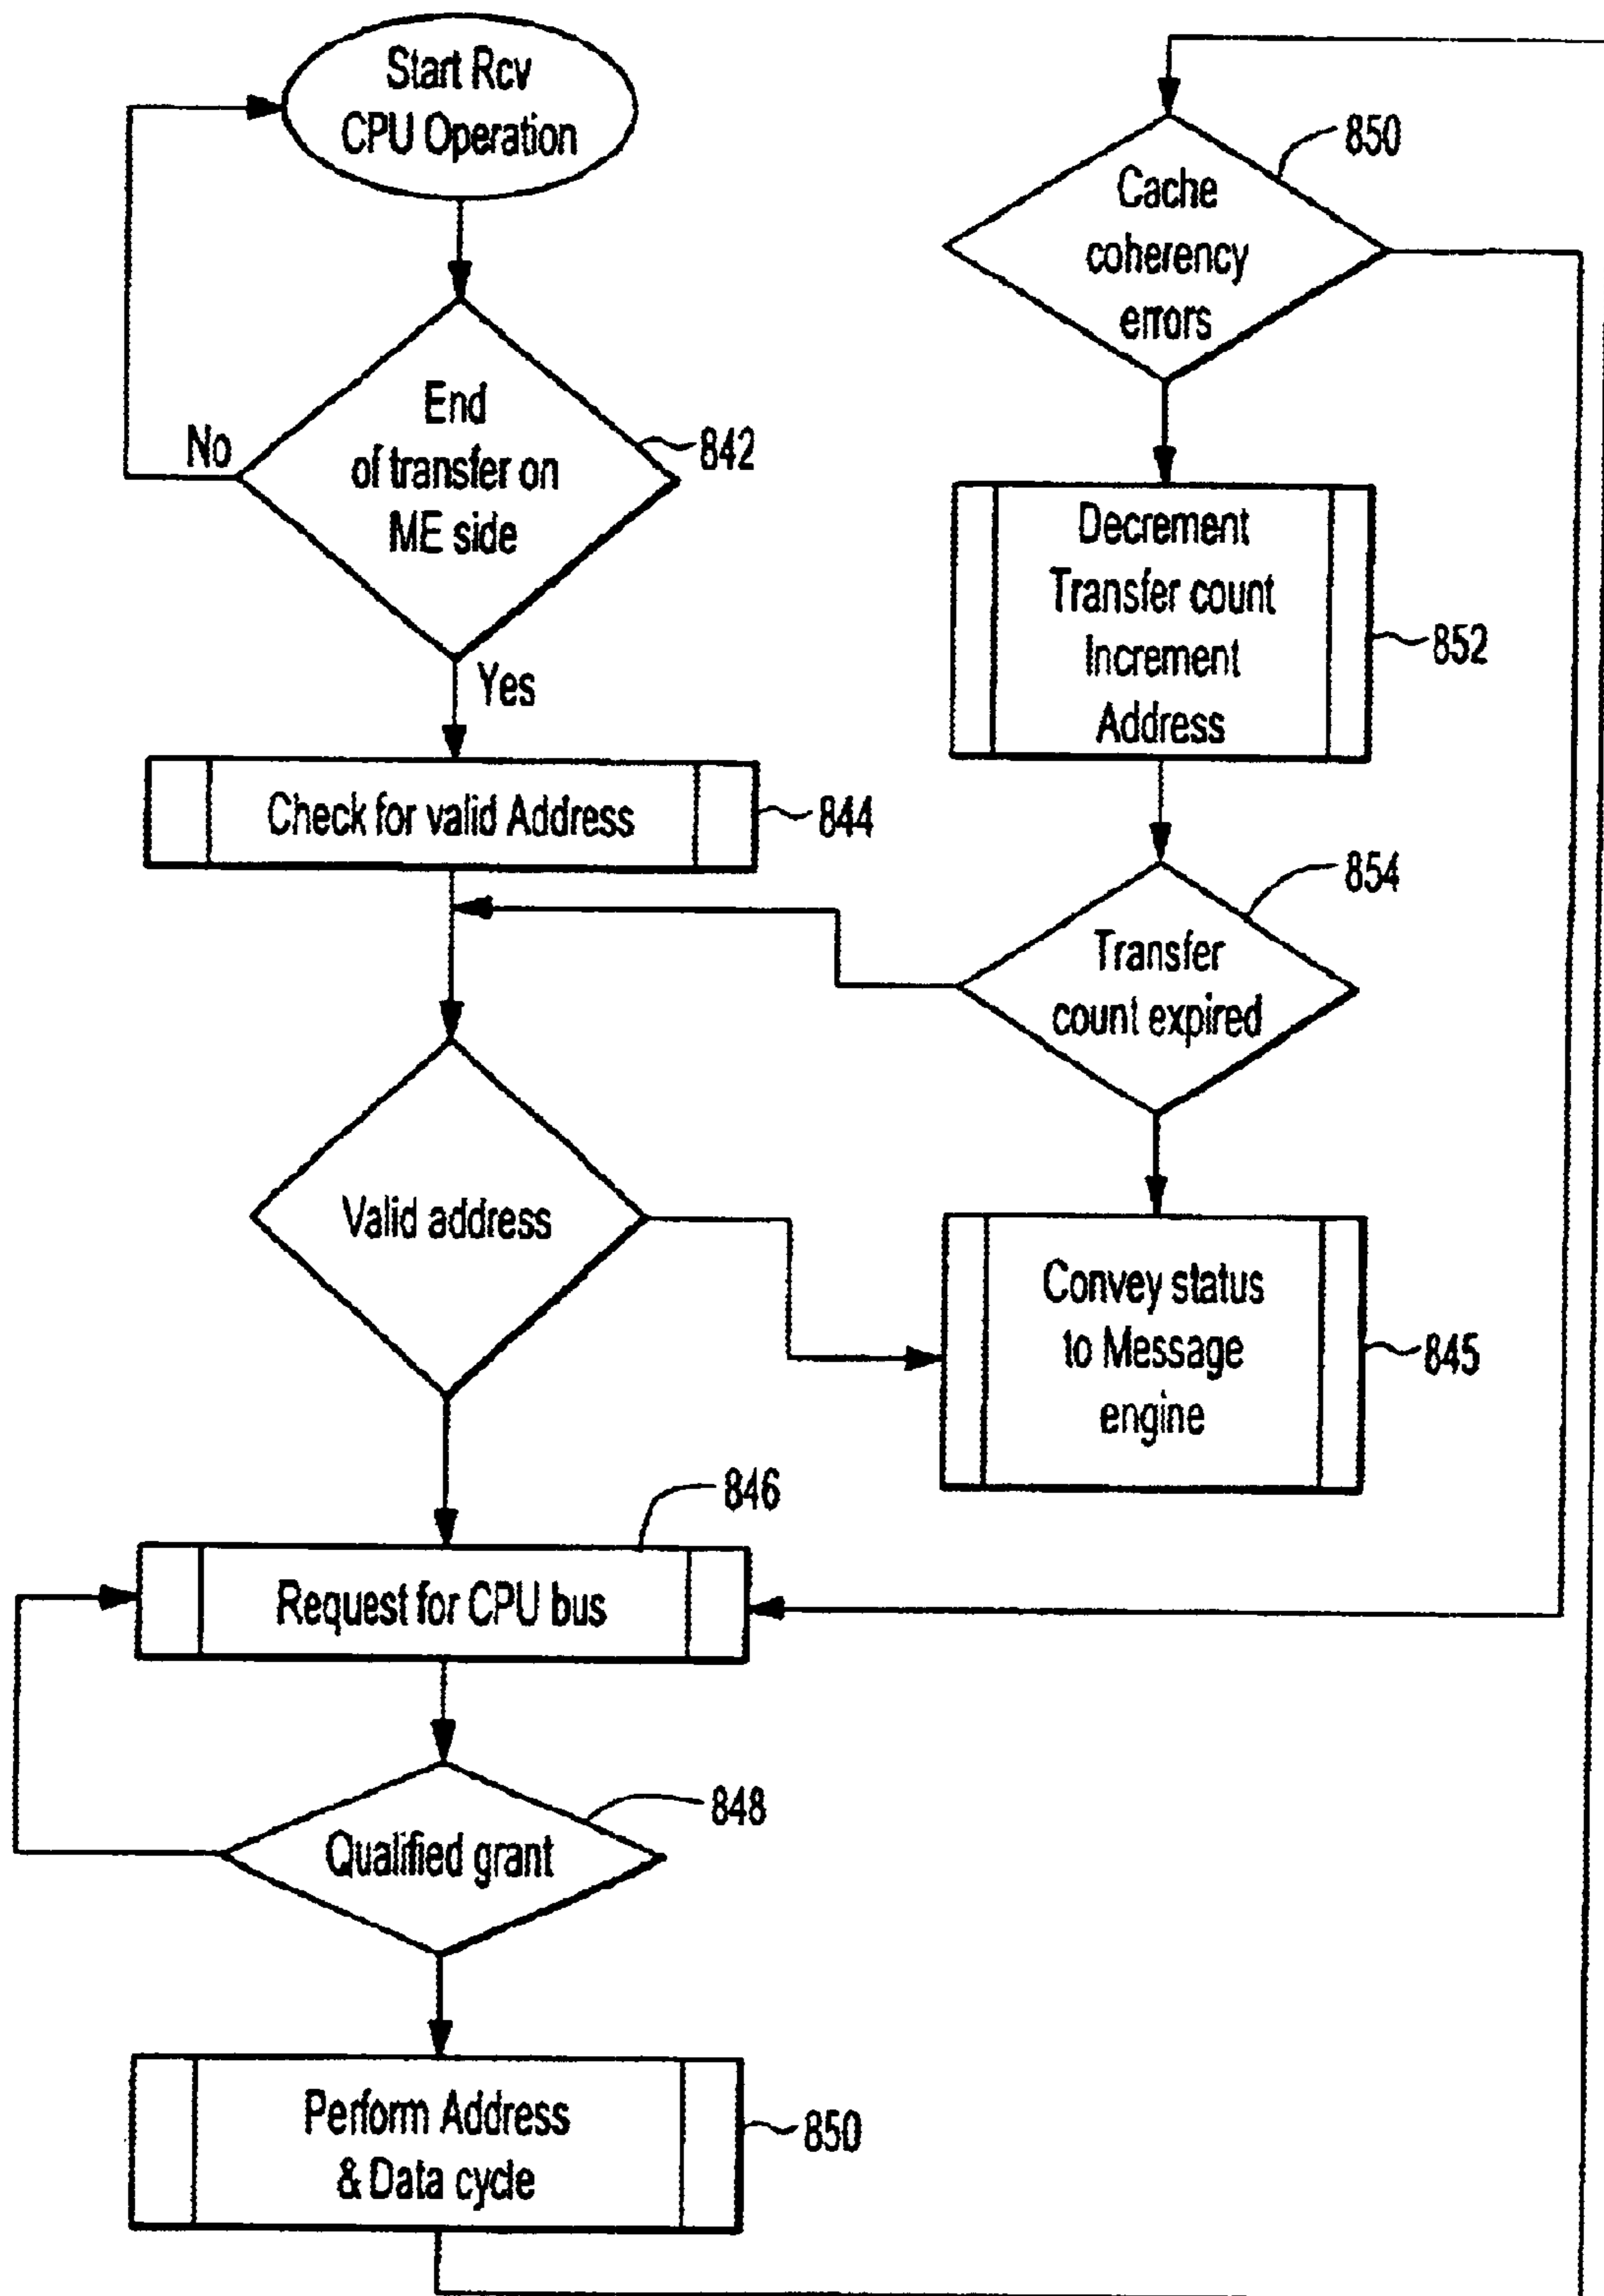 Start Rcv
CPU Operation
End
of transfer on
ME side
842
No
Yes
Check for valid Address
844
Valid address
846
Request for CPU bus
Qualified grant
848
Perform Address
& Data cycle
850
Cache
coherency
errors
850
Decrement
Transfer count
Increment
Address
852
Transfer
count expired
854
Convey status
to Message
engine
845